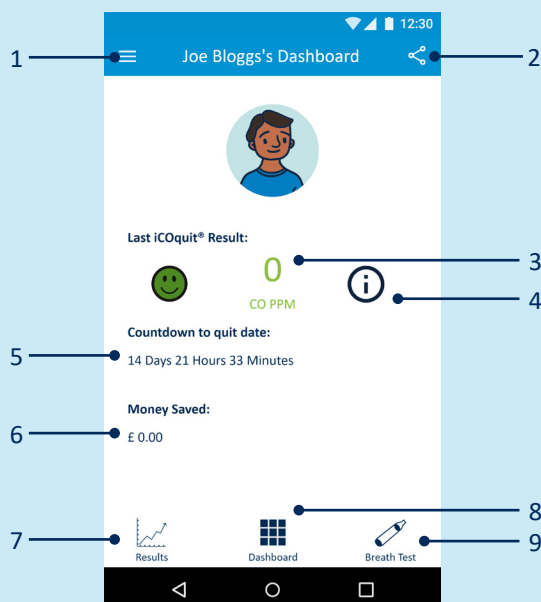 12:30
1
Joe Bloggs's Dashboard
2
Last iCOquit® Result:
0
3
CO PPM
i
4
Countdown to quit date:
5
14 Days 21 Hours 33 Minutes
Money Saved:
6
£ 0.00
8
7
9
Results Dashboard Breath Test